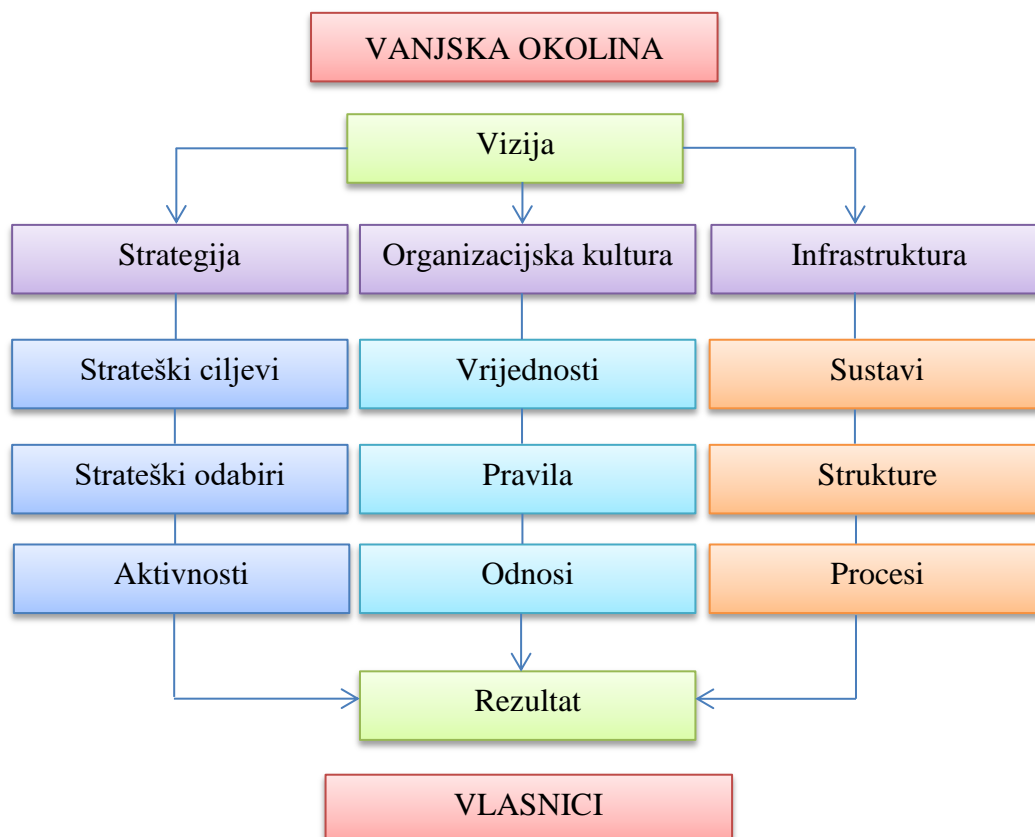 VANJSKA OKOLINA
Vizija
Strategija
Organizacijska kultura
Infrastruktura
Strateški ciljevi
Vrijednosti
Sustavi
Strateški odabiri
Pravila
Strukture
Aktivnosti
Odnosi
Procesi
Rezultat
VLASNICI